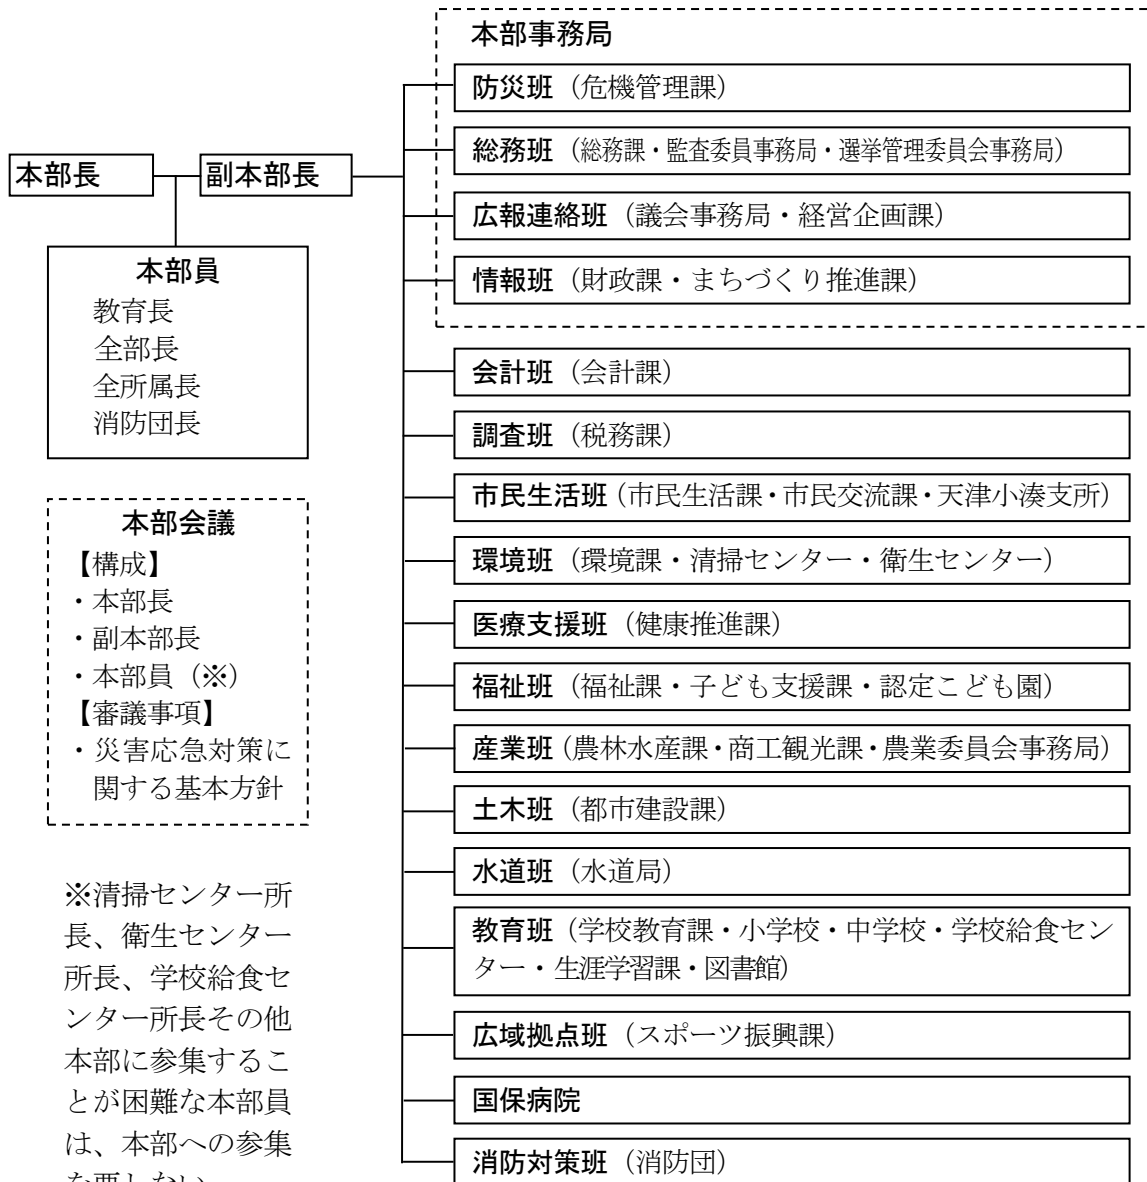 本部長
副本部長
本部員
教育長
全部長
全所属長
消防団長
本部会議
【構成】
・本部長
・副本部長
・本部員（※）
【審議事項】
・災害応急対策に
関する基本方針
※清掃センター所
長、衛生センター
所長、学校給食セ
ンター所長その他
本部に参集するこ
とが困難な本部員
は、本部への参集
本部事務局
防災班（危機管理課）
総務班（総務課・監査委員事務局・選挙管理委員会事務局）
広報連絡班（議会事務局・経営企画課）
情報班（財政課・まちづくり推進課）
会計班（会計課）
調査班（税務課）
市民生活班（市民生活課・市民交流課・天津小湊支所）
環境班（環境課・清掃センター・衛生センター）
医療支援班（健康推進課）
福祉班（福祉課・子ども支援課・認定こども園）
産業班（農林水産課・商工観光課・農業委員会事務局）
土木班（都市建設課）
水道班（水道局）
教育班（学校教育課・小学校・中学校・学校給食セン
ター・生涯学習課・図書館）
広域拠点班（スポーツ振興課）
国保病院
消防対策班（消防団）